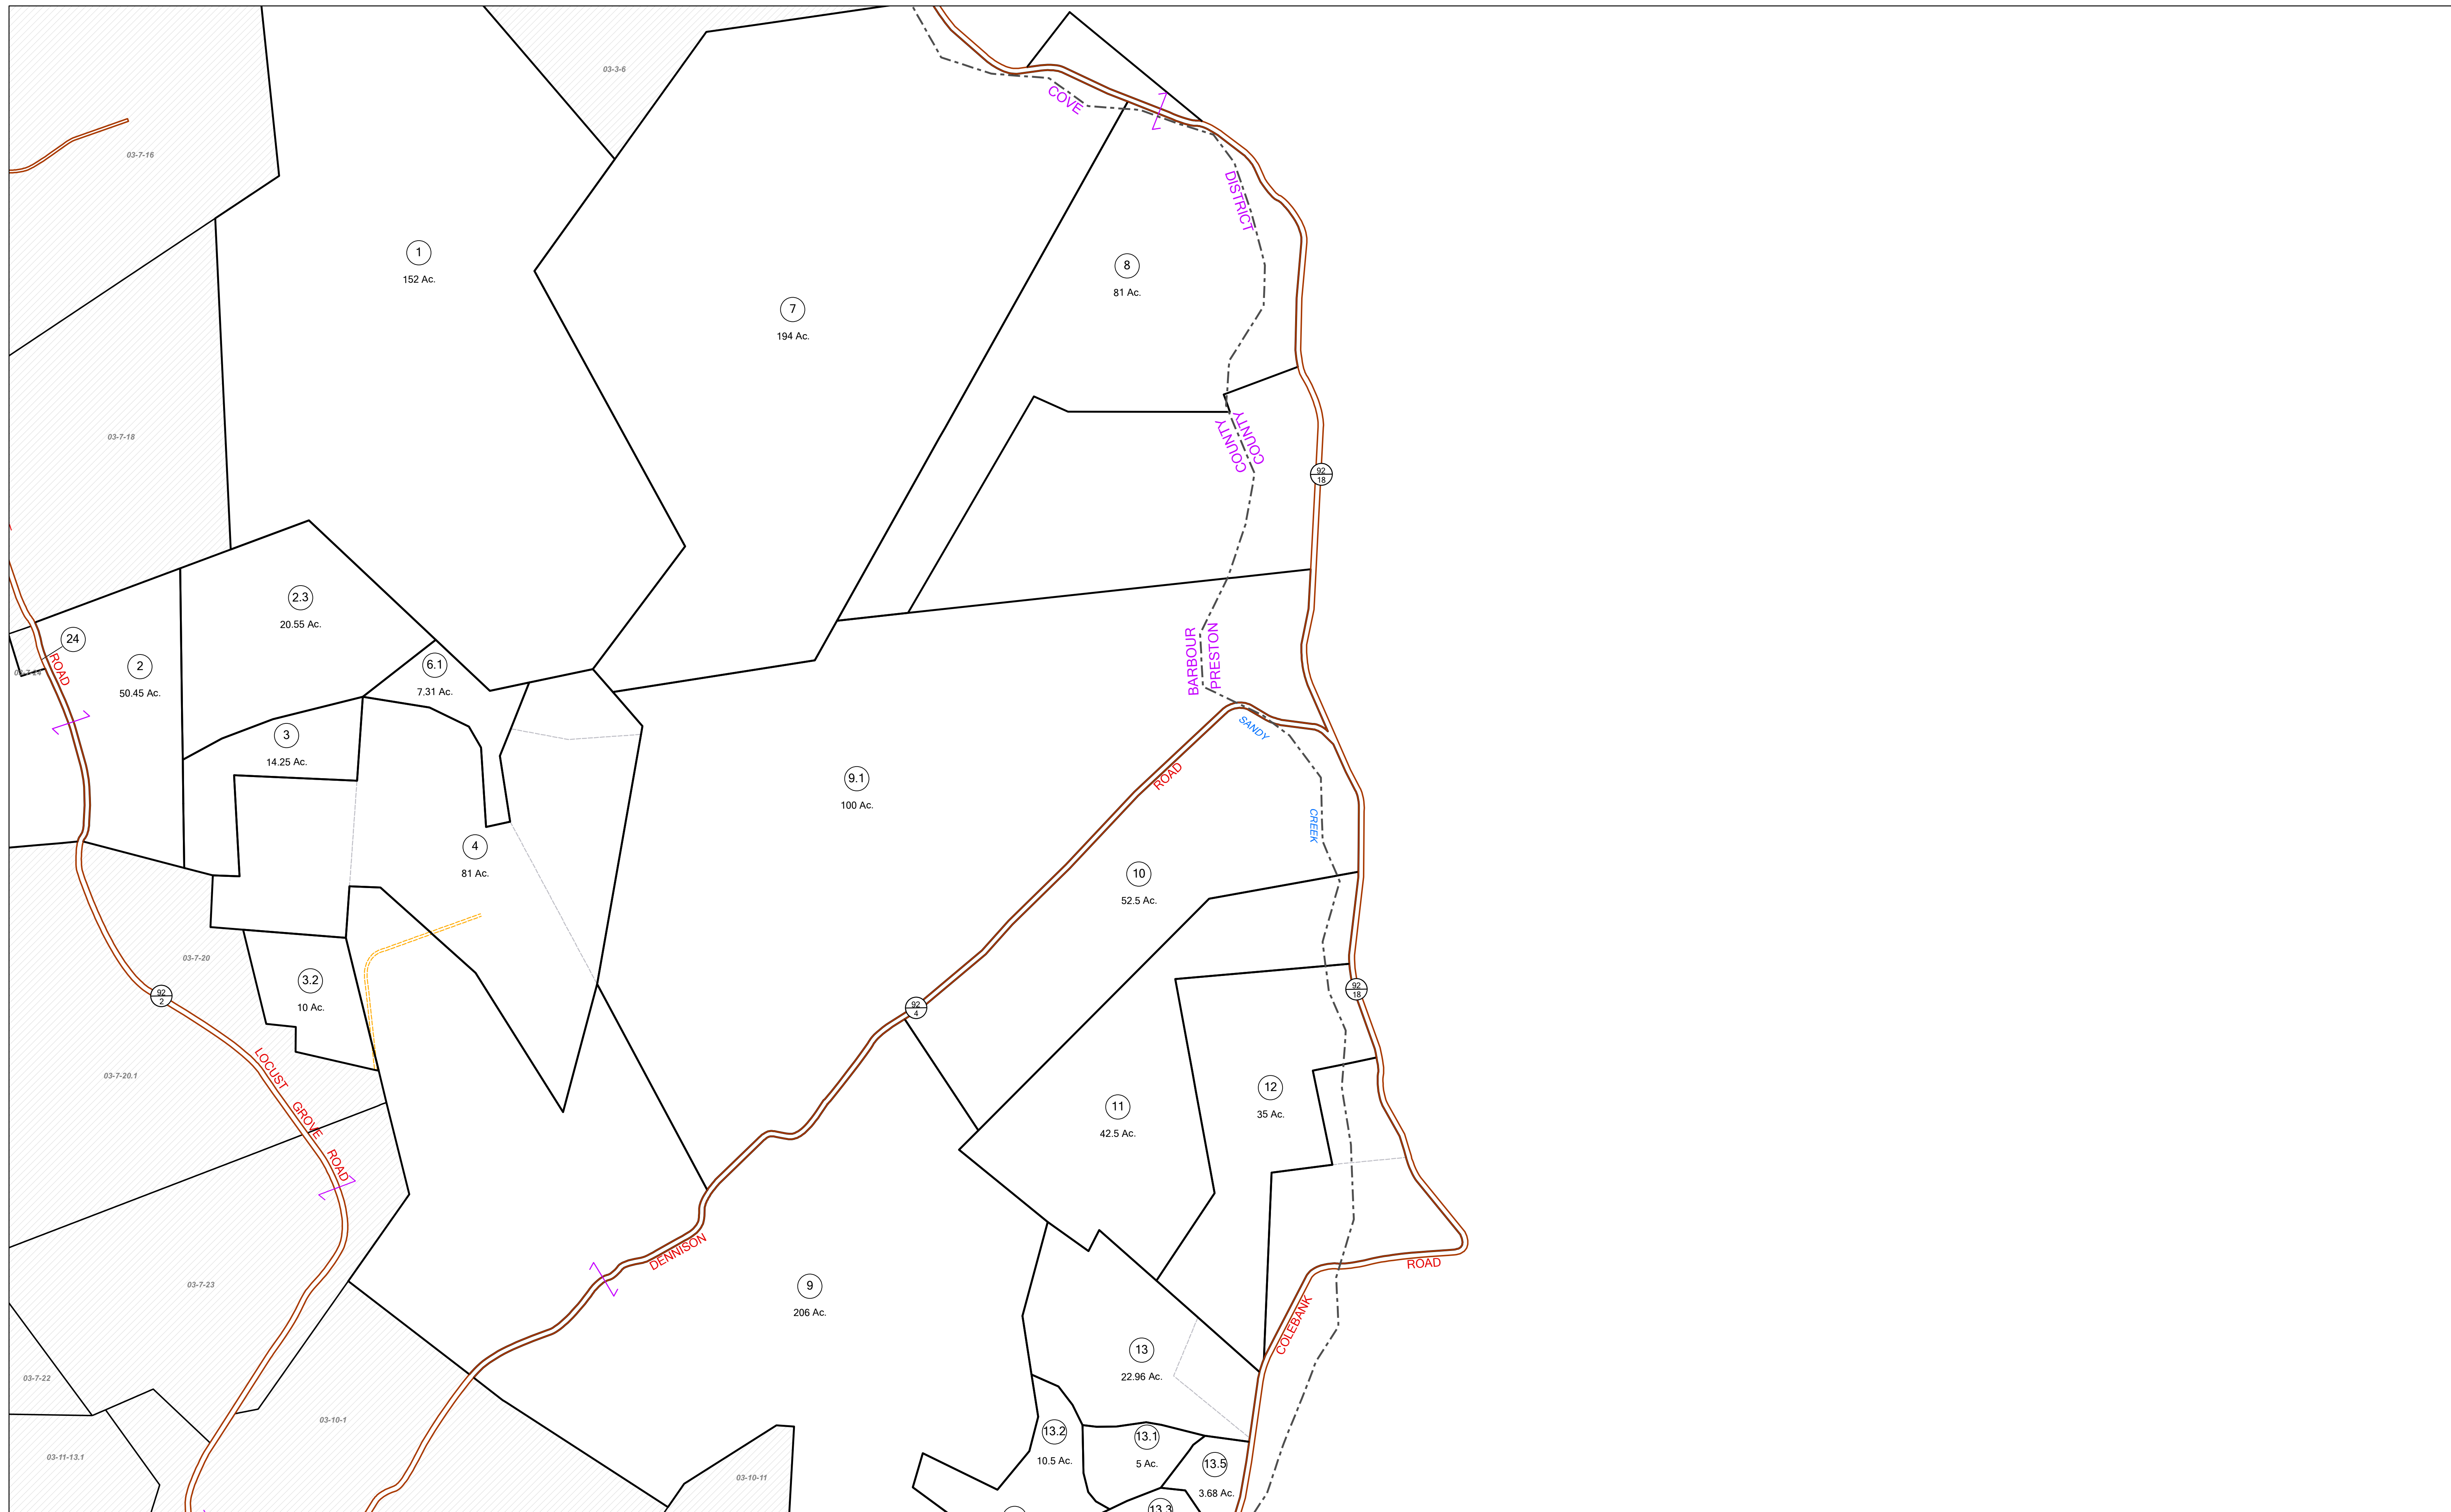 03-3-6
COVE
03-7-16
DISTRICT
1
152 Ac.
8
81 Ac.
7
194 Ac.
COUNTY
COUNTY
03-7-18
92
18
2.3
20.55 Ac.
24
ROAD
2
50.45 Ac.
6.1
7.31 Ac.
BARBOUR
PRESTON
3
14.25 Ac.
SANDY
9.1
100 Ac.
ROAD
CREEK
4
81 Ac.
10
52.5 Ac.
03-7-20
3.2
10 Ac.
92
2
92
4
92
18
LOCUST GROVE ROAD
03-7-20.1
11
42.5 Ac.
12
35 Ac.
DENNISON
ROAD
03-7-23
9
206 Ac.
COLEBANK
13
22.96 Ac.
03-7-22
03-10-1
13.2
10.5 Ac.
13.1
5 Ac.
13.5
3.68 Ac.
03-11-13.1
03-10-11
13.3